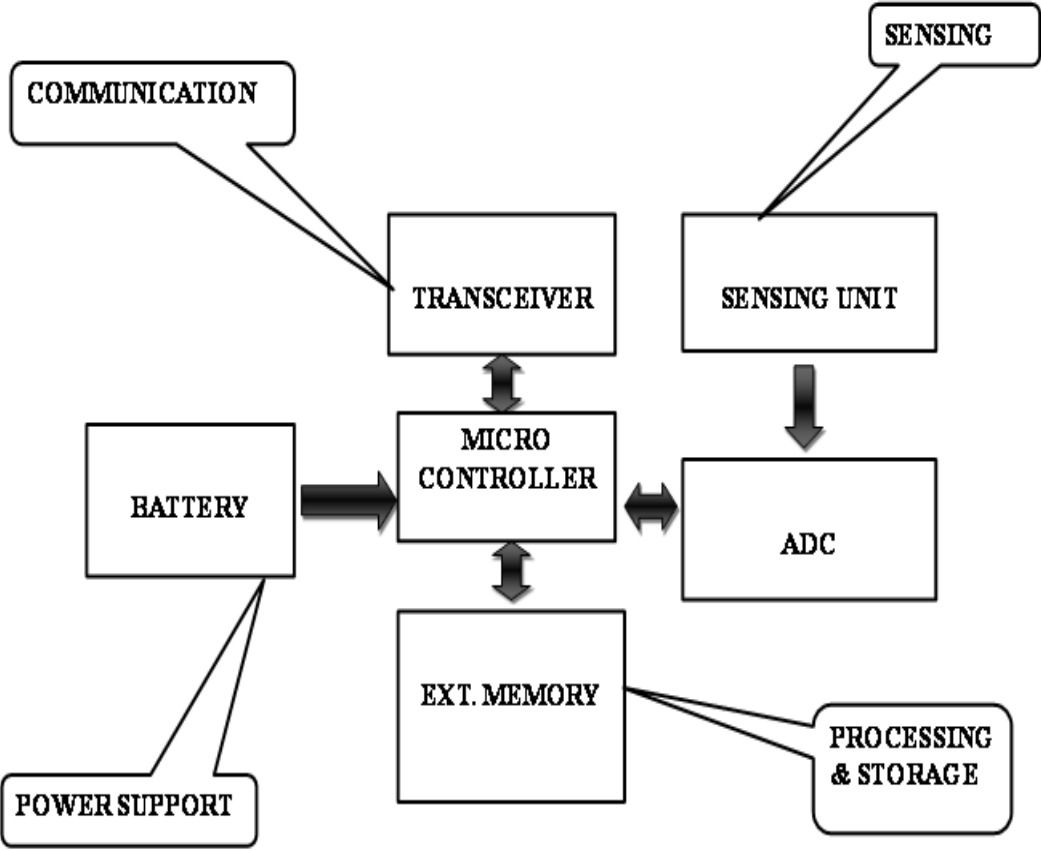 SENSING
COMMUNICATION
TRANSCEIVER
SENSING UNIT
MICRO
CONTROLLER
BATTERY
ADC
EXT. MEMORY
PROCESSING
& STORAGE
POWER SUPPORT